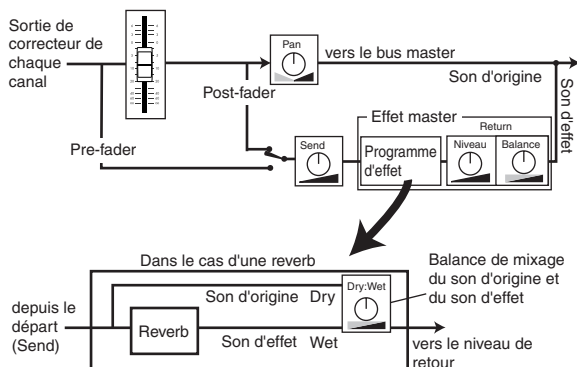 Sortie de
correcteur de
chaque
canal
Pan
vers le bus master
Son d'origine
Son d'effet
Post-fader
Pre-fader
Send
Effet master
Return
Programme
d'effet
Niveau
Balance
Dans le cas d'une reverb
Balance de mixage
du son d'origine et
du son d'effet
Dry:Wet
depuis le
départ
(Send)
Son d'origine Dry
Reverb
Son d'effet Wet
vers le niveau de
retour